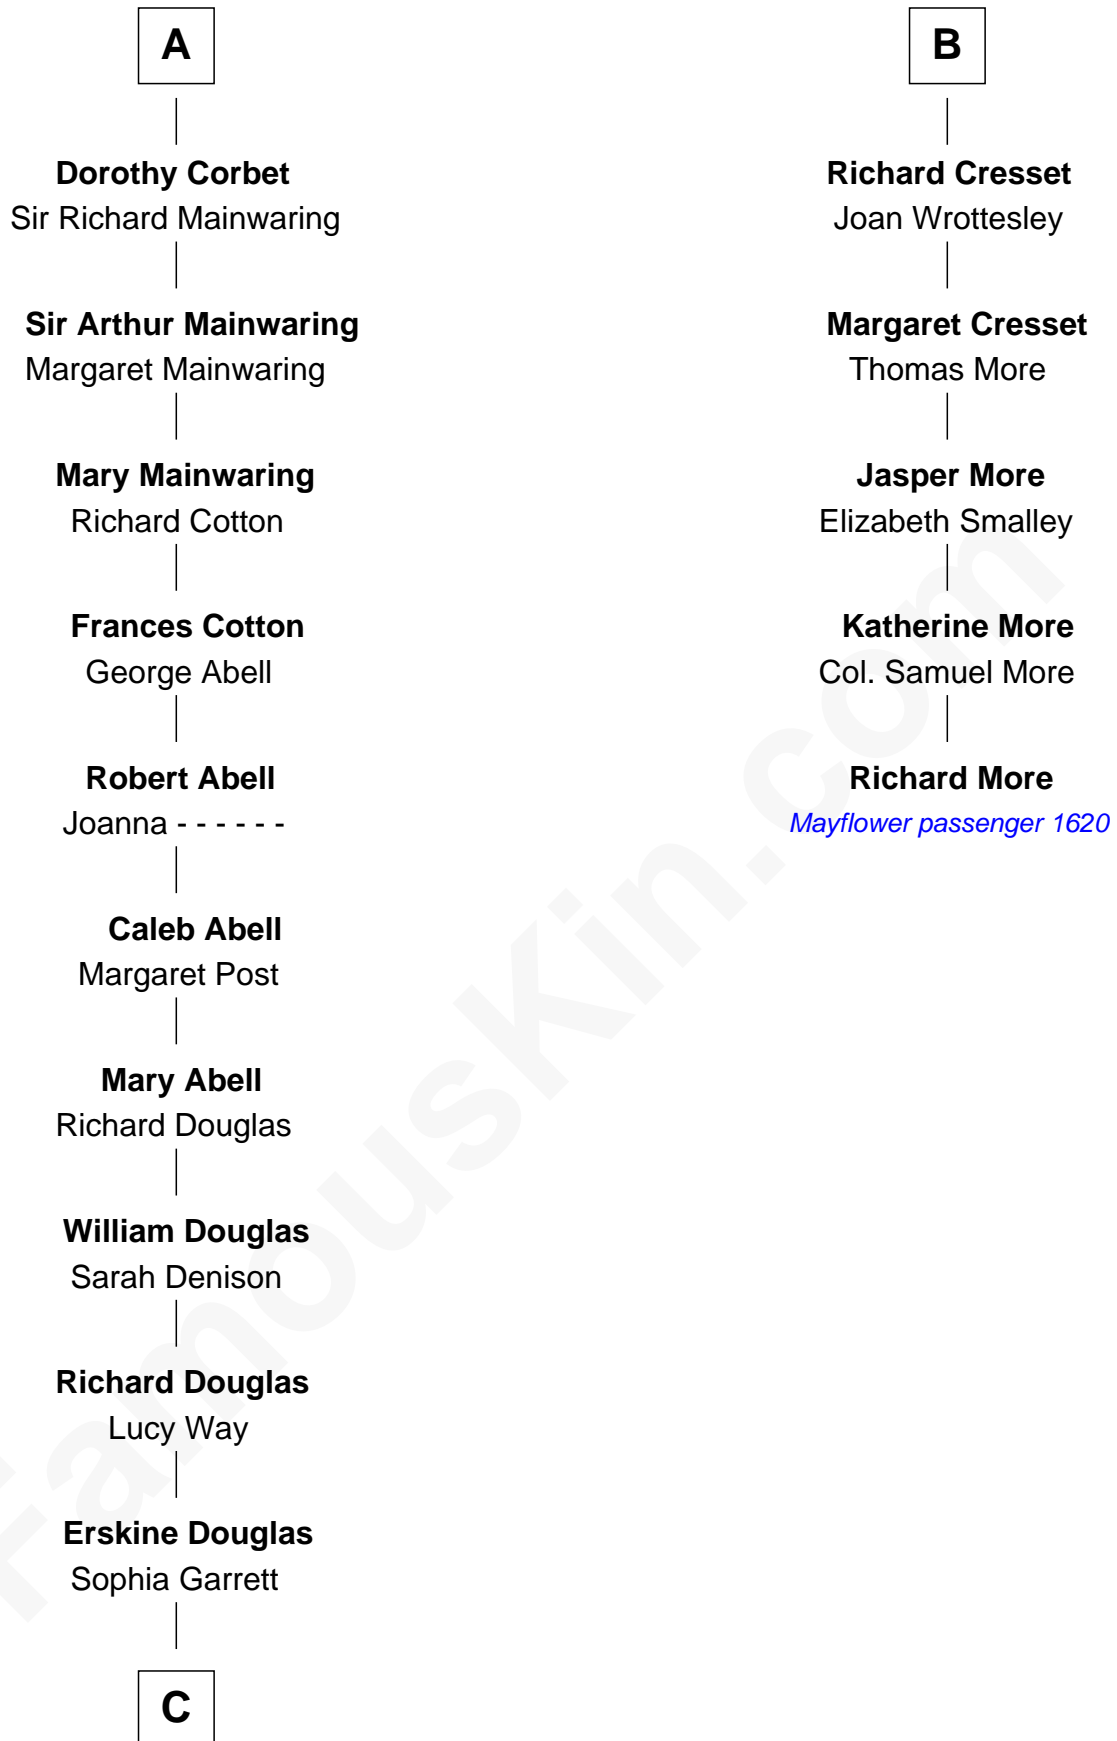 A
Dorothy Corbet
Sir Richard Mainwaring
Sir Arthur Mainwaring
Margaret Mainwaring
Mary Mainwaring
Richard Cotton
Frances Cotton
George Abell
Robert Abell
Joanna - - - - - -
Caleb Abell
Margaret Post
Mary Abell
Richard Douglas
William Douglas
Sarah Denison
Richard Douglas
Lucy Way
Erskine Douglas
Sophia Garrett
C
B
Richard Cresset
Joan Wrottesley
Margaret Cresset
Thomas More
Jasper More
Elizabeth Smalley
Katherine More
Col. Samuel More
Richard More
Mayflower passenger 1620
FamousKin.com